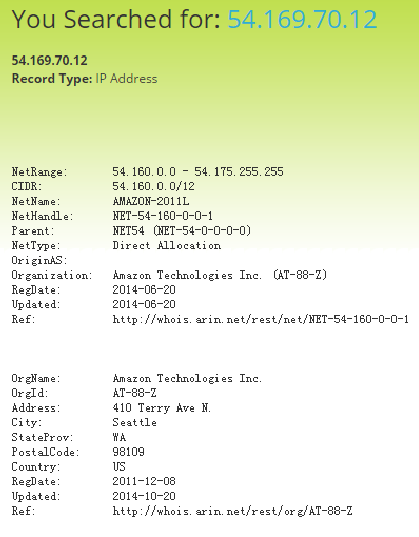 You Searched for: 54.169.70.12
54.169.70.12
Record Type: IP Address
NetRange: 54.160.0.0 - 54.175.255.255
CIDR: 54.160.0.0/12
NetName: AMAZON-2011L
NetHandle: NET-54-160-0-0-1
Parent: NET54 (NET-54-0-0-0-0)
NetType: Direct Allocation
OriginAS:
Organization: Amazon Technologies Inc. (AT-88-Z)
RegDate: 2014-06-20
Updated: 2014-06-20
Ref: http://whois.arin.net/rest/net/NET-54-160-0-0-1
OrgName: Amazon Technologies Inc.
OrgId: AT-88-Z
Address: 410 Terry Ave N.
City: Seattle
StateProv: WA
PostalCode: 98109
Country: US
RegDate: 2011-12-08
Updated: 2014-10-20
Ref: http://whois.arin.net/rest/org/AT-88-Z